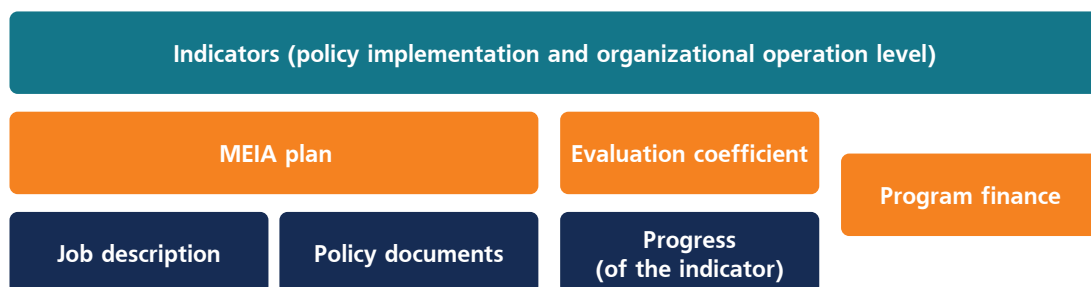 Indicators (policy implementation and organizational operation level)
MEIA plan
Evaluation coefficient
Program finance
Job description
Policy documents
Progress
(of the indicator)